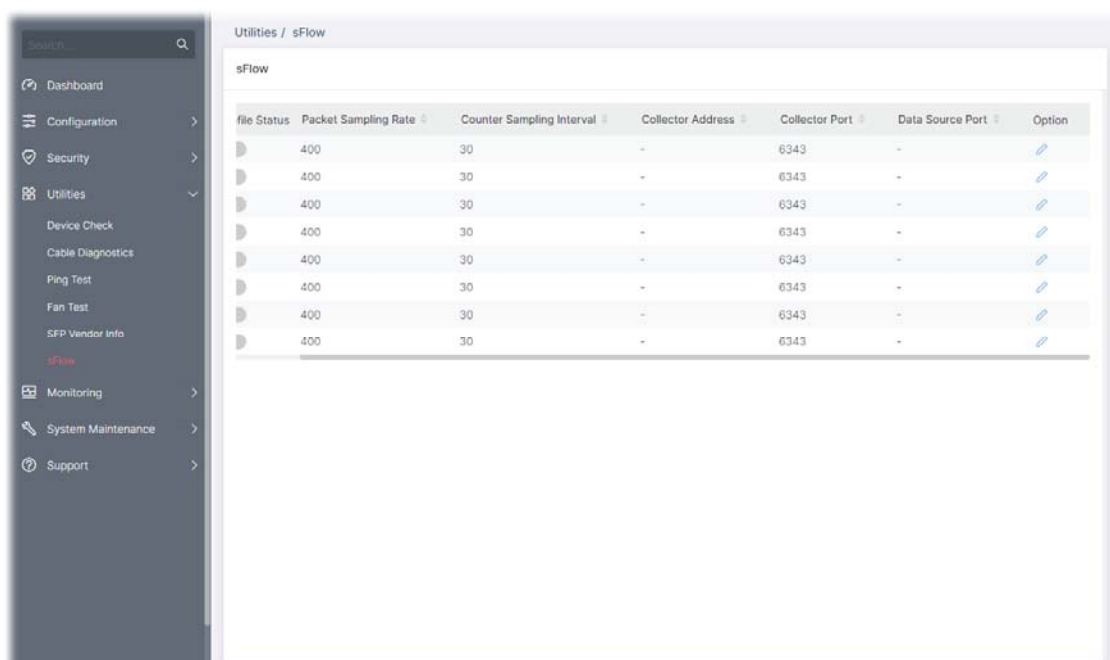 Search...
Utilities / sFlow
sFlow
Dashboard
Configuration
Security
Utilities
Device Check
Cable Diagnostics
Ping Test
Fan Test
SFP Vendor Info
sFlow
Monitoring
System Maintenance
Support
file Status Packet Sampling Rate Counter Sampling Interval Collector Address Collector Port Data Source Port Option
400 30 - 6343 -
400 30 - 6343 -
400 30 - 6343 -
400 30 - 6343 -
400 30 - 6343 -
400 30 - 6343 -
400 30 - 6343 -
400 30 - 6343 -